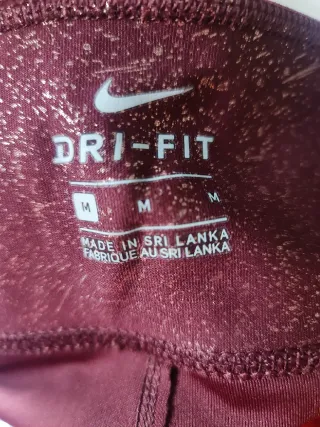 DRI-FIT
M M M
MADE IN SRI LANKA
FABRIQUE AU SRI LANKA